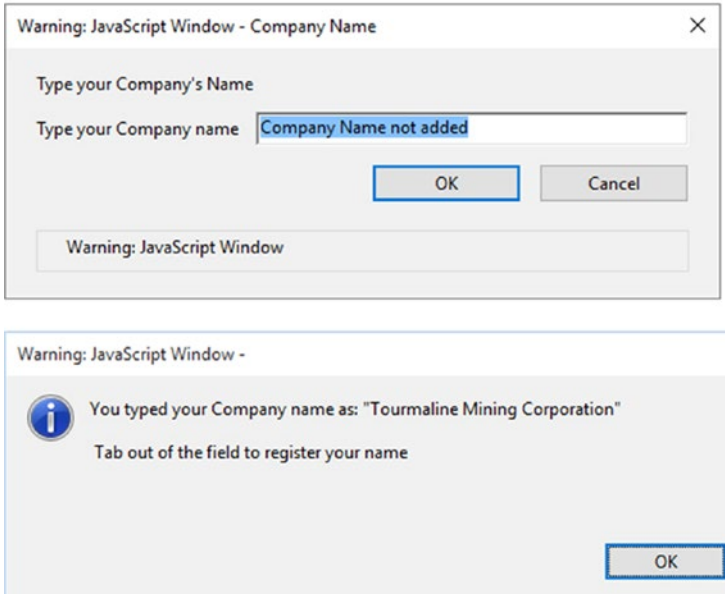 Warning: JavaScript Window - Company Name
Type your Company's Name
Type your Company name Company Name not added
OK Cancel
Warning: JavaScript Window
Warning: JavaScript Window -
You typed your Company name as: "Tourmaline Mining Corporation"
Tab out of the field to register your name
OK